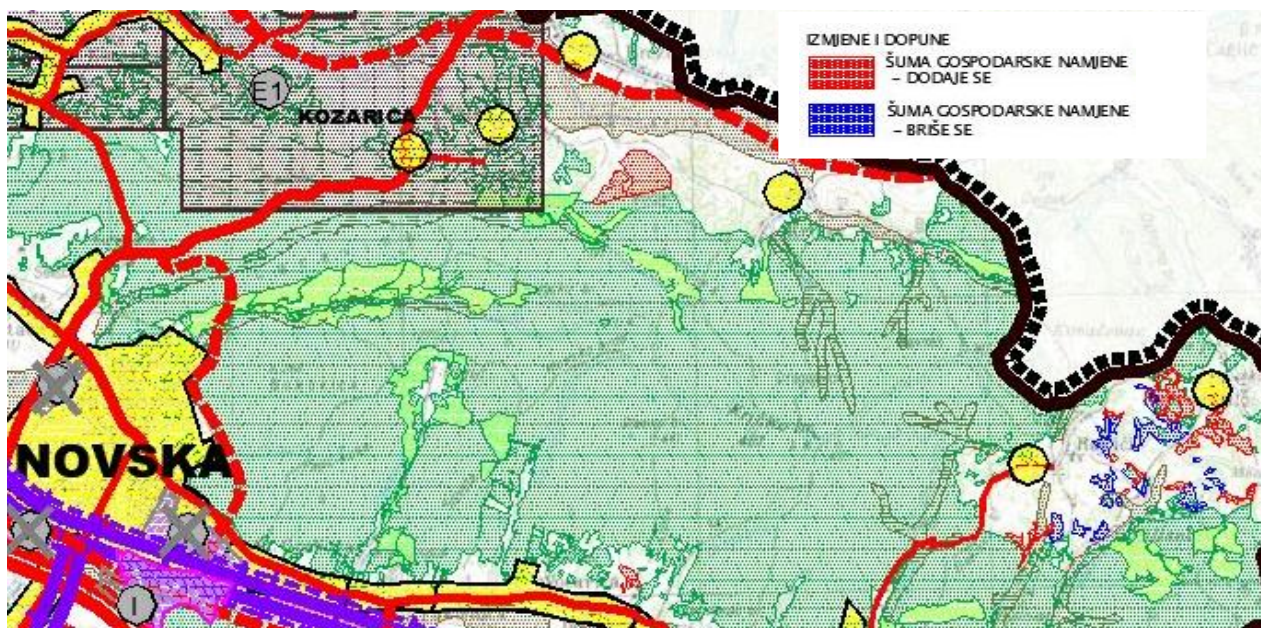 IZMJENE I DOPUNE
ŠUMA GOSPODARSKE NAMJENE
– DODAJE SE
ŠUMA GOSPODARSKE NAMJENE
– BRIŠE SE
E1
KOZARICA
NOVSKA
I